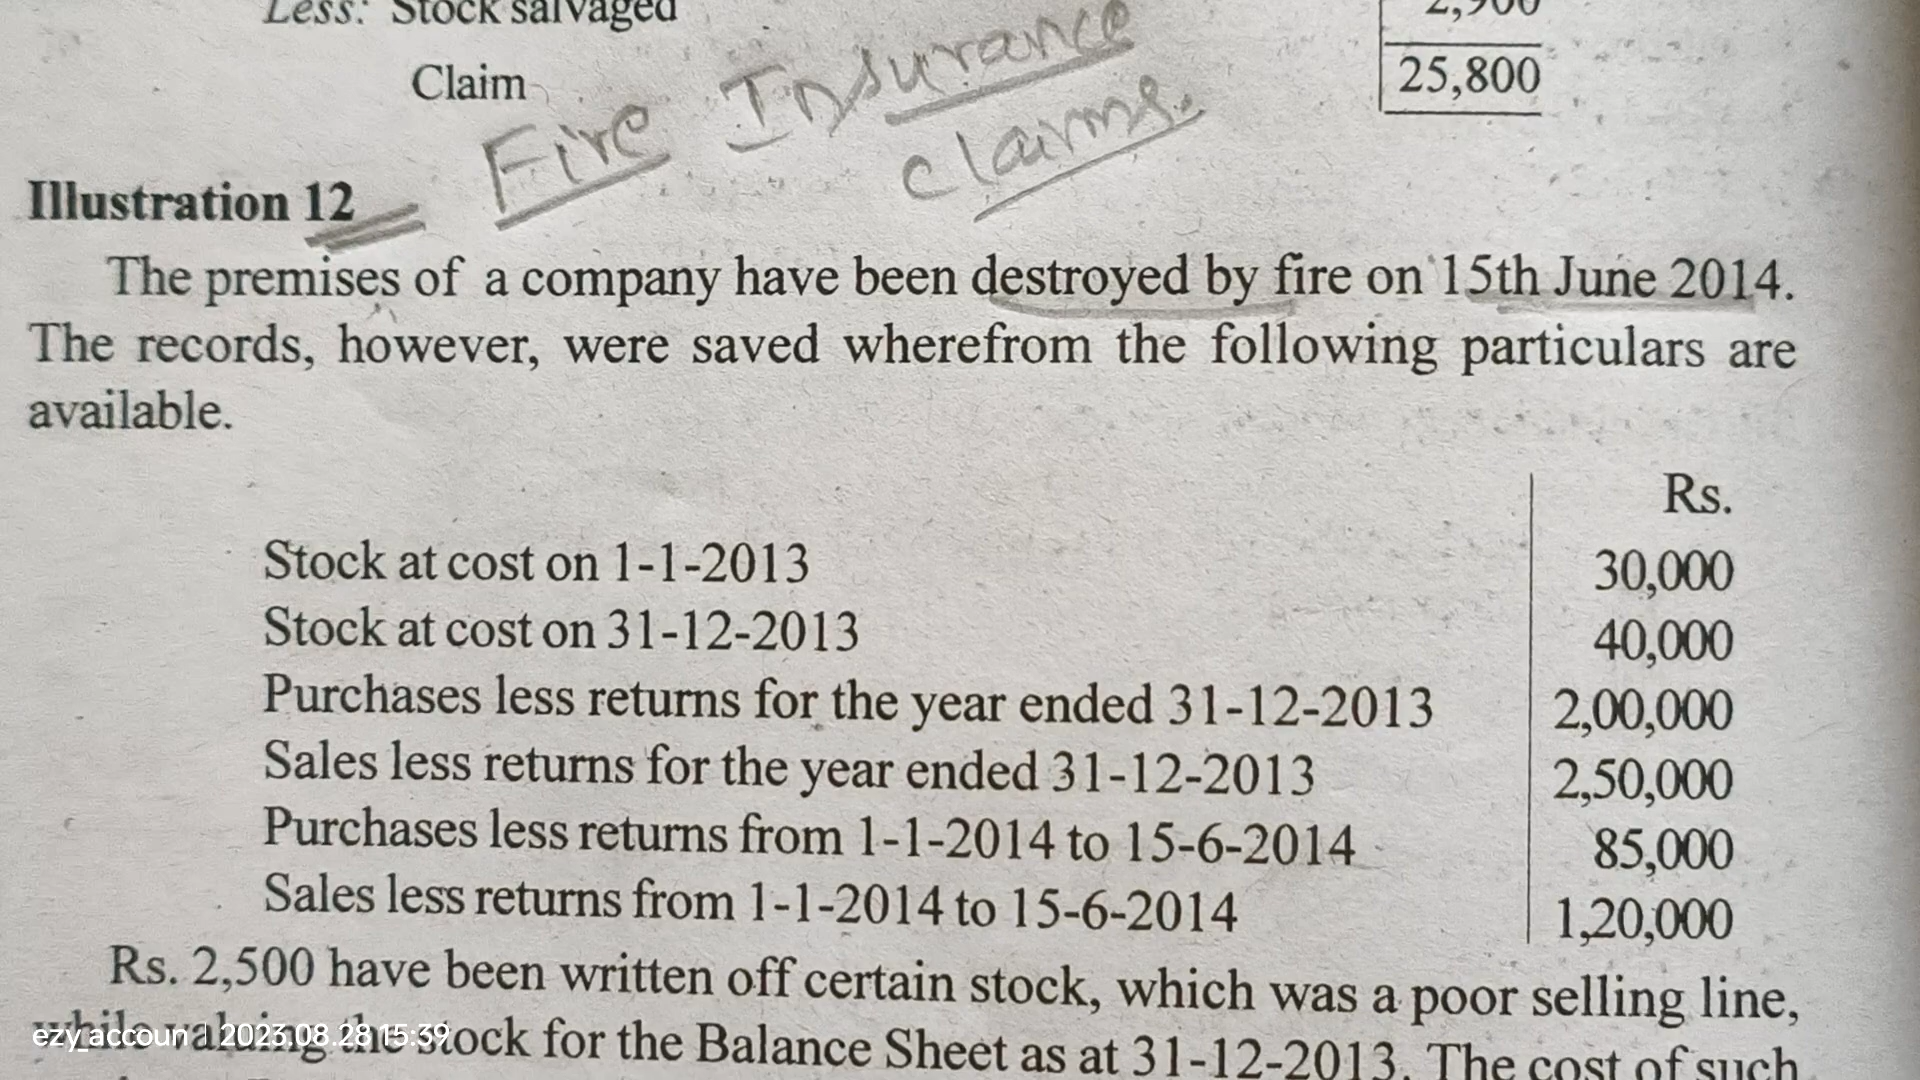 Less: Stock salvaged 2,900
Claim 25,800
Fire Insurance
claims.
Illustration 12
The premises of a company have been destroyed by fire on 15th June 2014.
The records, however, were saved wherefrom the following particulars are
available.
Rs.
Stock at cost on 1-1-2013 30,000
Stock at cost on 31-12-2013 40,000
Purchases less returns for the year ended 31-12-2013 2,00,000
Sales less returns for the year ended 31-12-2013 2,50,000
Purchases less returns from 1-1-2014 to 15-6-2014 85,000
Sales less returns from 1-1-2014 to 15-6-2014 1,20,000
Rs. 2,500 have been written off certain stock, which was a poor selling line,
while valuing the stock for the Balance Sheet as at 31-12-2013. The cost of such
ezy_accoun | 2023.08.28 15:39